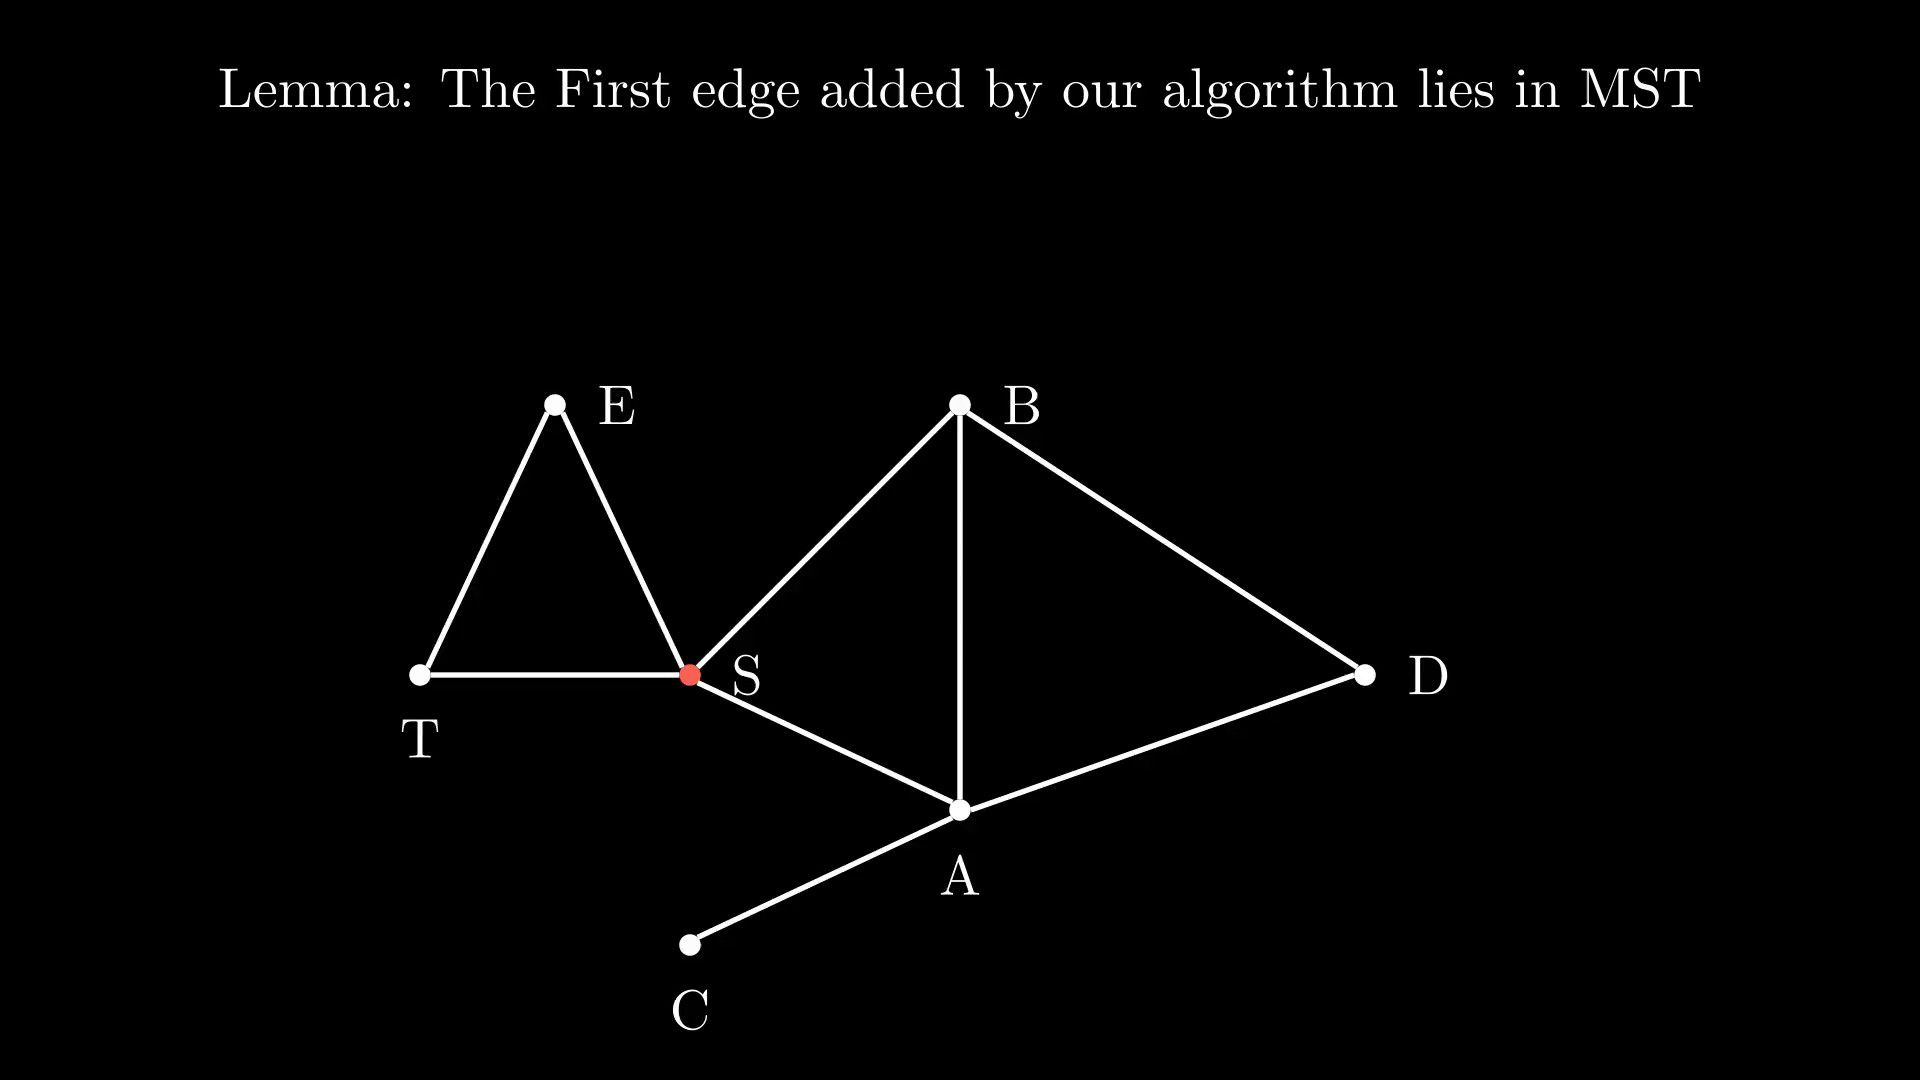 Lemma: The First edge added by our algorithm lies in MST
E
B
S
D
T
A
C